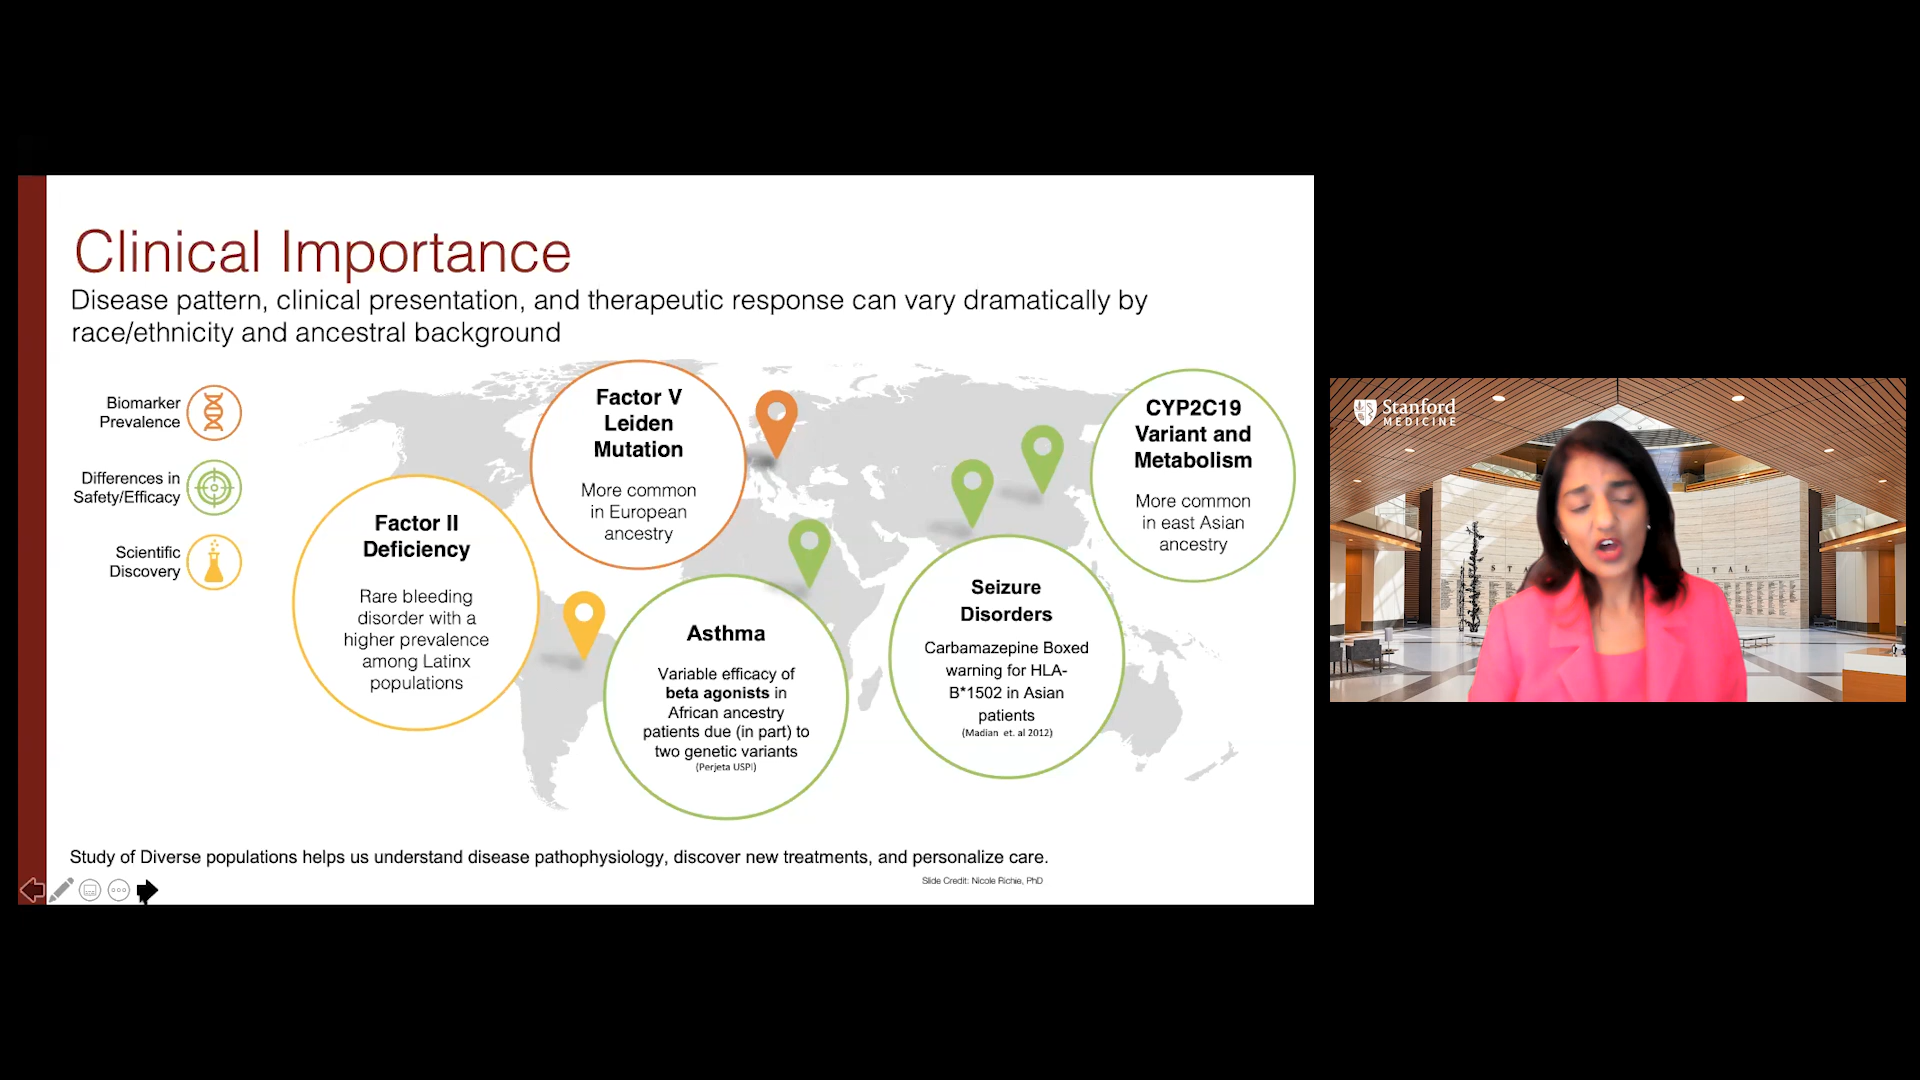 Clinical Importance
Disease pattern, clinical presentation, and therapeutic response can vary dramatically by
race/ethnicity and ancestral background
Biomarker
Prevalence
Differences in
Safety/Efficacy
Scientific
Discovery
Factor II
Deficiency
Rare bleeding
disorder with a
higher prevalence
among Latinx
populations
Factor V
Leiden
Mutation
More common
in European
ancestry
Asthma
Variable efficacy of
beta agonists in
African ancestry
patients due (in part) to
two genetic variants
(Perjeta USPI)
Seizure
Disorders
Carbamazepine Boxed
warning for HLA-
B*1502 in Asian
patients
(Madian et. al 2012)
CYP2C19
Variant and
Metabolism
More common
in east Asian
ancestry
Study of Diverse populations helps us understand disease pathophysiology, discover new treatments, and personalize care.
Slide Credit: Nicole Richie, PhD
Stanford
MEDICINE